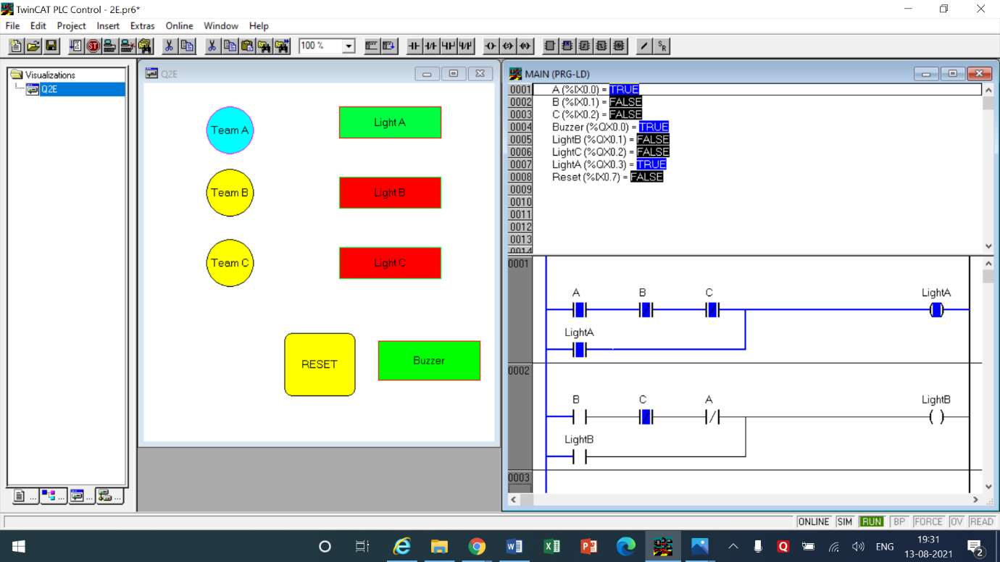 TwinCAT PLC Control - 2E.pr6*
File Edit Project Insert Extras Online Window Help
100 %
Visualizations
Q2E
Q2E
Team A
Light A
Team B
Light B
Team C
Light C
RESET
Buzzer
MAIN (PRG-LD)
0001 A (%IX0.0) = TRUE
0002 B (%IX0.1) = FALSE
0003 C (%IX0.2) = FALSE
0004 Buzzer (%QX0.0) = TRUE
0005 LightB (%QX0.1) = FALSE
0006 LightC (%QX0.2) = FALSE
0007 LightA (%QX0.3) = TRUE
0008 Reset (%IX0.7) = FALSE
0009
0010
0011
0012
0013
0014
0001
A B C LightA
LightA
0002
B C A LightB
LightB
0003
ONLINE SIM RUN BP FORCE OV READ
ENG
19:31
13-08-2021
2